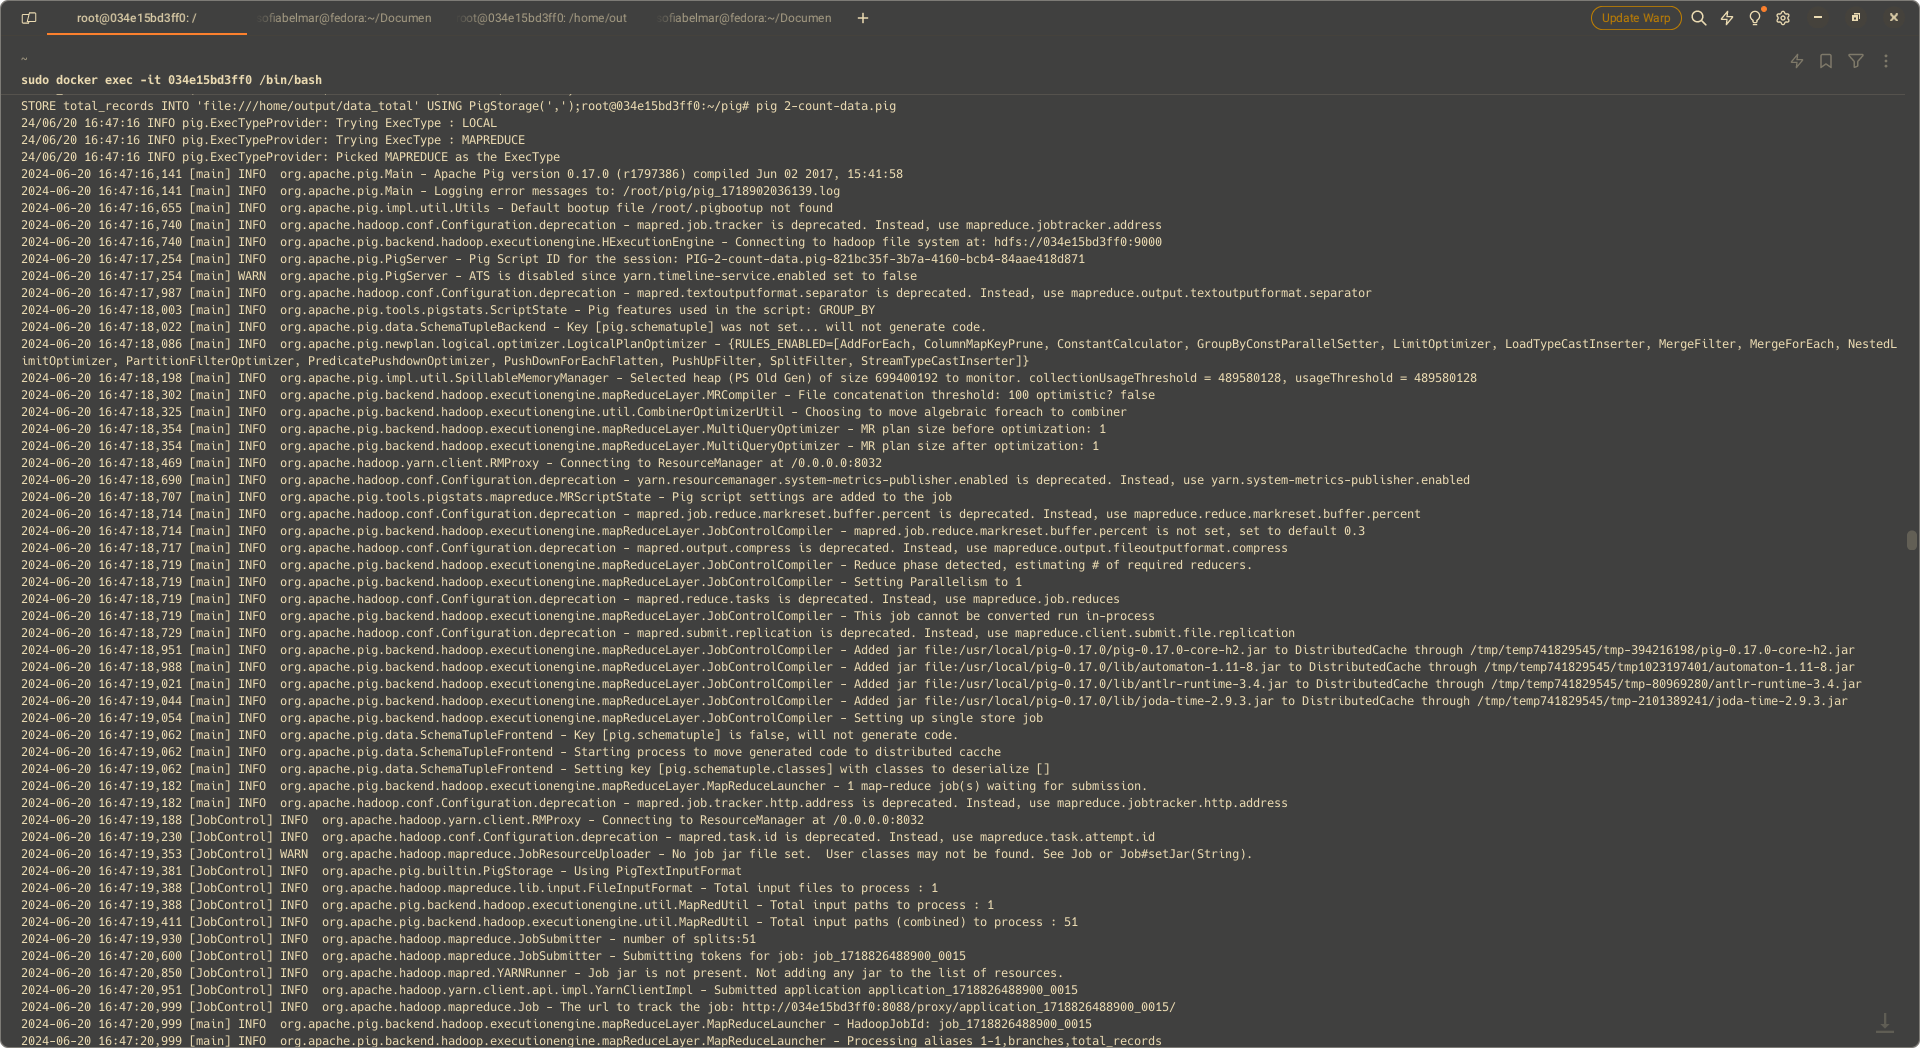 root@034e15bd3ff0: /
ofiabelmar@fedora:~/Documen
oot@034e15bd3ff0: /home/out
ofiabelmar@fedora:~/Documen
Update Warp
~
sudo docker exec -it 034e15bd3ff0 /bin/bash
STORE total_records INTO 'file:///home/output/data_total' USING PigStorage(',');root@034e15bd3ff0:~/pig# pig 2-count-data.pig
24/06/20 16:47:16 INFO pig.ExecTypeProvider: Trying ExecType : LOCAL
24/06/20 16:47:16 INFO pig.ExecTypeProvider: Trying ExecType : MAPREDUCE
24/06/20 16:47:16 INFO pig.ExecTypeProvider: Picked MAPREDUCE as the ExecType
2024-06-20 16:47:16,141 [main] INFO  org.apache.pig.Main - Apache Pig version 0.17.0 (r1797386) compiled Jun 02 2017, 15:41:58
2024-06-20 16:47:16,141 [main] INFO  org.apache.pig.Main - Logging error messages to: /root/pig/pig_1718902036139.log
2024-06-20 16:47:16,655 [main] INFO  org.apache.pig.impl.util.Utils - Default bootup file /root/.pigbootup not found
2024-06-20 16:47:16,740 [main] INFO  org.apache.hadoop.conf.Configuration.deprecation - mapred.job.tracker is deprecated. Instead, use mapreduce.jobtracker.address
2024-06-20 16:47:16,740 [main] INFO  org.apache.pig.backend.hadoop.executionengine.HExecutionEngine - Connecting to hadoop file system at: hdfs://034e15bd3ff0:9000
2024-06-20 16:47:17,254 [main] INFO  org.apache.pig.PigServer - Pig Script ID for the session: PIG-2-count-data.pig-821bc35f-3b7a-4160-bcb4-84aae418d871
2024-06-20 16:47:17,254 [main] WARN  org.apache.pig.PigServer - ATS is disabled since yarn.timeline-service.enabled set to false
2024-06-20 16:47:17,987 [main] INFO  org.apache.hadoop.conf.Configuration.deprecation - mapred.textoutputformat.separator is deprecated. Instead, use mapreduce.output.textoutputformat.separator
2024-06-20 16:47:18,003 [main] INFO  org.apache.pig.tools.pigstats.ScriptState - Pig features used in the script: GROUP_BY
2024-06-20 16:47:18,022 [main] INFO  org.apache.pig.data.SchemaTupleBackend - Key [pig.schematuple] was not set... will not generate code.
2024-06-20 16:47:18,086 [main] INFO  org.apache.pig.newplan.logical.optimizer.LogicalPlanOptimizer - {RULES_ENABLED=[AddForEach, ColumnMapKeyPrune, ConstantCalculator, GroupByConstParallelSetter, LimitOptimizer, LoadTypeCastInserter, MergeFilter, MergeForEach, NestedL
imitOptimizer, PartitionFilterOptimizer, PredicatePushdownOptimizer, PushDownForEachFlatten, PushUpFilter, SplitFilter, StreamTypeCastInserter]}
2024-06-20 16:47:18,198 [main] INFO  org.apache.pig.impl.util.SpillableMemoryManager - Selected heap (PS Old Gen) of size 699400192 to monitor. collectionUsageThreshold = 489580128, usageThreshold = 489580128
2024-06-20 16:47:18,302 [main] INFO  org.apache.pig.backend.hadoop.executionengine.mapReduceLayer.MRCompiler - File concatenation threshold: 100 optimistic? false
2024-06-20 16:47:18,325 [main] INFO  org.apache.pig.backend.hadoop.executionengine.util.CombinerOptimizerUtil - Choosing to move algebraic foreach to combiner
2024-06-20 16:47:18,354 [main] INFO  org.apache.pig.backend.hadoop.executionengine.mapReduceLayer.MultiQueryOptimizer - MR plan size before optimization: 1
2024-06-20 16:47:18,354 [main] INFO  org.apache.pig.backend.hadoop.executionengine.mapReduceLayer.MultiQueryOptimizer - MR plan size after optimization: 1
2024-06-20 16:47:18,469 [main] INFO  org.apache.hadoop.yarn.client.RMProxy - Connecting to ResourceManager at /0.0.0.0:8032
2024-06-20 16:47:18,690 [main] INFO  org.apache.hadoop.conf.Configuration.deprecation - yarn.resourcemanager.system-metrics-publisher.enabled is deprecated. Instead, use yarn.system-metrics-publisher.enabled
2024-06-20 16:47:18,707 [main] INFO  org.apache.pig.tools.pigstats.mapreduce.MRScriptState - Pig script settings are added to the job
2024-06-20 16:47:18,714 [main] INFO  org.apache.hadoop.conf.Configuration.deprecation - mapred.job.reduce.markreset.buffer.percent is deprecated. Instead, use mapreduce.reduce.markreset.buffer.percent
2024-06-20 16:47:18,714 [main] INFO  org.apache.pig.backend.hadoop.executionengine.mapReduceLayer.JobControlCompiler - mapred.job.reduce.markreset.buffer.percent is not set, set to default 0.3
2024-06-20 16:47:18,717 [main] INFO  org.apache.hadoop.conf.Configuration.deprecation - mapred.output.compress is deprecated. Instead, use mapreduce.output.fileoutputformat.compress
2024-06-20 16:47:18,719 [main] INFO  org.apache.pig.backend.hadoop.executionengine.mapReduceLayer.JobControlCompiler - Reduce phase detected, estimating # of required reducers.
2024-06-20 16:47:18,719 [main] INFO  org.apache.pig.backend.hadoop.executionengine.mapReduceLayer.JobControlCompiler - Setting Parallelism to 1
2024-06-20 16:47:18,719 [main] INFO  org.apache.hadoop.conf.Configuration.deprecation - mapred.reduce.tasks is deprecated. Instead, use mapreduce.job.reduces
2024-06-20 16:47:18,719 [main] INFO  org.apache.pig.backend.hadoop.executionengine.mapReduceLayer.JobControlCompiler - This job cannot be converted run in-process
2024-06-20 16:47:18,729 [main] INFO  org.apache.hadoop.conf.Configuration.deprecation - mapred.submit.replication is deprecated. Instead, use mapreduce.client.submit.file.replication
2024-06-20 16:47:18,951 [main] INFO  org.apache.pig.backend.hadoop.executionengine.mapReduceLayer.JobControlCompiler - Added jar file:/usr/local/pig-0.17.0/pig-0.17.0-core-h2.jar to DistributedCache through /tmp/temp741829545/tmp-394216198/pig-0.17.0-core-h2.jar
2024-06-20 16:47:18,988 [main] INFO  org.apache.pig.backend.hadoop.executionengine.mapReduceLayer.JobControlCompiler - Added jar file:/usr/local/pig-0.17.0/lib/automaton-1.11-8.jar to DistributedCache through /tmp/temp741829545/tmp1023197401/automaton-1.11-8.jar
2024-06-20 16:47:19,021 [main] INFO  org.apache.pig.backend.hadoop.executionengine.mapReduceLayer.JobControlCompiler - Added jar file:/usr/local/pig-0.17.0/lib/antlr-runtime-3.4.jar to DistributedCache through /tmp/temp741829545/tmp-80969280/antlr-runtime-3.4.jar
2024-06-20 16:47:19,044 [main] INFO  org.apache.pig.backend.hadoop.executionengine.mapReduceLayer.JobControlCompiler - Added jar file:/usr/local/pig-0.17.0/lib/joda-time-2.9.3.jar to DistributedCache through /tmp/temp741829545/tmp-2101389241/joda-time-2.9.3.jar
2024-06-20 16:47:19,054 [main] INFO  org.apache.pig.backend.hadoop.executionengine.mapReduceLayer.JobControlCompiler - Setting up single store job
2024-06-20 16:47:19,062 [main] INFO  org.apache.pig.data.SchemaTupleFrontend - Key [pig.schematuple] is false, will not generate code.
2024-06-20 16:47:19,062 [main] INFO  org.apache.pig.data.SchemaTupleFrontend - Starting process to move generated code to distributed cacche
2024-06-20 16:47:19,062 [main] INFO  org.apache.pig.data.SchemaTupleFrontend - Setting key [pig.schematuple.classes] with classes to deserialize []
2024-06-20 16:47:19,182 [main] INFO  org.apache.pig.backend.hadoop.executionengine.mapReduceLayer.MapReduceLauncher - 1 map-reduce job(s) waiting for submission.
2024-06-20 16:47:19,182 [main] INFO  org.apache.hadoop.conf.Configuration.deprecation - mapred.job.tracker.http.address is deprecated. Instead, use mapreduce.jobtracker.http.address
2024-06-20 16:47:19,188 [JobControl] INFO  org.apache.hadoop.yarn.client.RMProxy - Connecting to ResourceManager at /0.0.0.0:8032
2024-06-20 16:47:19,230 [JobControl] INFO  org.apache.hadoop.conf.Configuration.deprecation - mapred.task.id is deprecated. Instead, use mapreduce.task.attempt.id
2024-06-20 16:47:19,353 [JobControl] WARN  org.apache.hadoop.mapreduce.JobResourceUploader - No job jar file set.  User classes may not be found. See Job or Job#setJar(String).
2024-06-20 16:47:19,381 [JobControl] INFO  org.apache.pig.builtin.PigStorage - Using PigTextInputFormat
2024-06-20 16:47:19,388 [JobControl] INFO  org.apache.hadoop.mapreduce.lib.input.FileInputFormat - Total input files to process : 1
2024-06-20 16:47:19,388 [JobControl] INFO  org.apache.pig.backend.hadoop.executionengine.util.MapRedUtil - Total input paths to process : 1
2024-06-20 16:47:19,411 [JobControl] INFO  org.apache.pig.backend.hadoop.executionengine.util.MapRedUtil - Total input paths (combined) to process : 51
2024-06-20 16:47:19,930 [JobControl] INFO  org.apache.hadoop.mapreduce.JobSubmitter - number of splits:51
2024-06-20 16:47:20,600 [JobControl] INFO  org.apache.hadoop.mapreduce.JobSubmitter - Submitting tokens for job: job_1718826488900_0015
2024-06-20 16:47:20,850 [JobControl] INFO  org.apache.hadoop.mapred.YARNRunner - Job jar is not present. Not adding any jar to the list of resources.
2024-06-20 16:47:20,951 [JobControl] INFO  org.apache.hadoop.yarn.client.api.impl.YarnClientImpl - Submitted application application_1718826488900_0015
2024-06-20 16:47:20,999 [JobControl] INFO  org.apache.hadoop.mapreduce.Job - The url to track the job: http://034e15bd3ff0:8088/proxy/application_1718826488900_0015/
2024-06-20 16:47:20,999 [main] INFO  org.apache.pig.backend.hadoop.executionengine.mapReduceLayer.MapReduceLauncher - HadoopJobId: job_1718826488900_0015
2024-06-20 16:47:20,999 [main] INFO  org.apache.pig.backend.hadoop.executionengine.mapReduceLayer.MapReduceLauncher - Processing aliases 1-1,branches,total_records